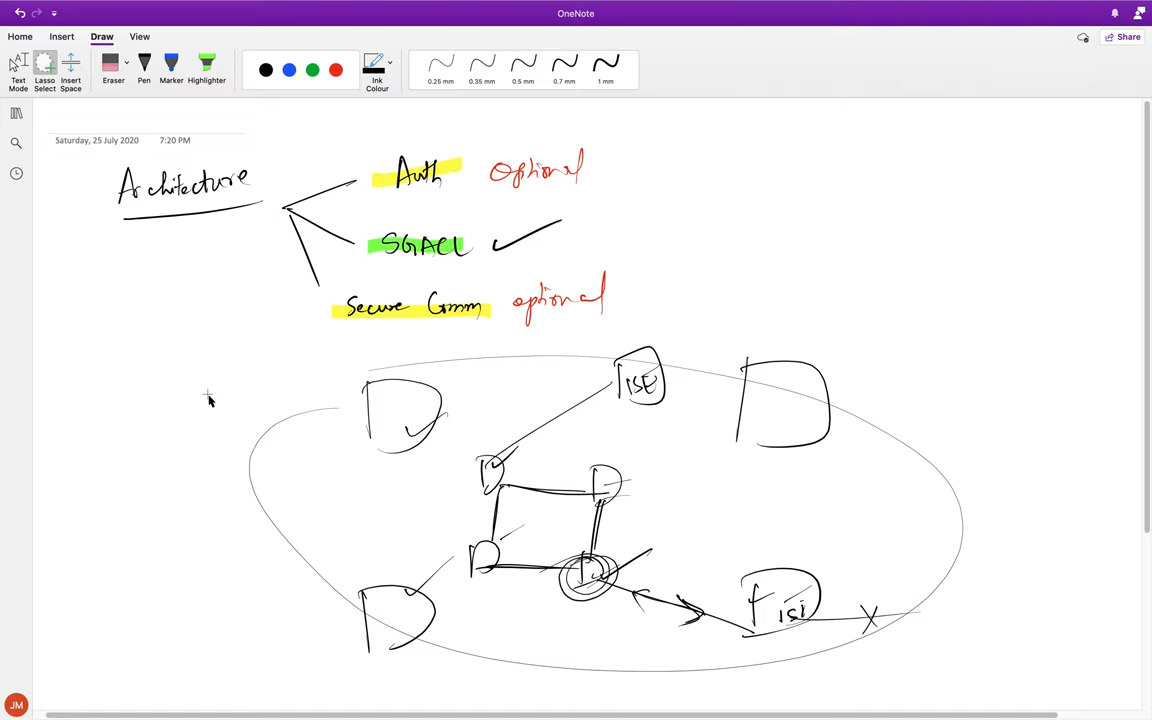 OneNote
Home Insert Draw View
Share
Text Mode
Lasso Select
Insert Space
Eraser
Pen
Marker
Highlighter
Ink Colour
0.25 mm 0.35 mm 0.5 mm 0.7 mm 1 mm
Saturday, 25 July 2020 7:20 PM
Architecture
Auth Optional
SGACL
Secure Comm optional
ISE
D
D
D
X
JM